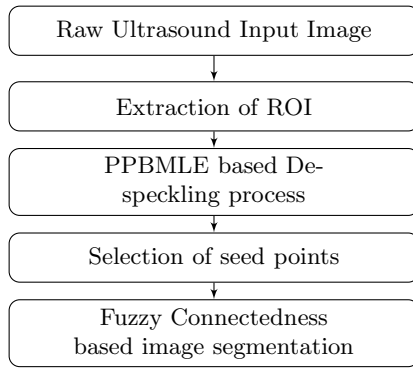 Raw Ultrasound Input Image
Extraction of ROI
PPBMLE based De-
speckling process
Selection of seed points
Fuzzy Connectedness
based image segmentation